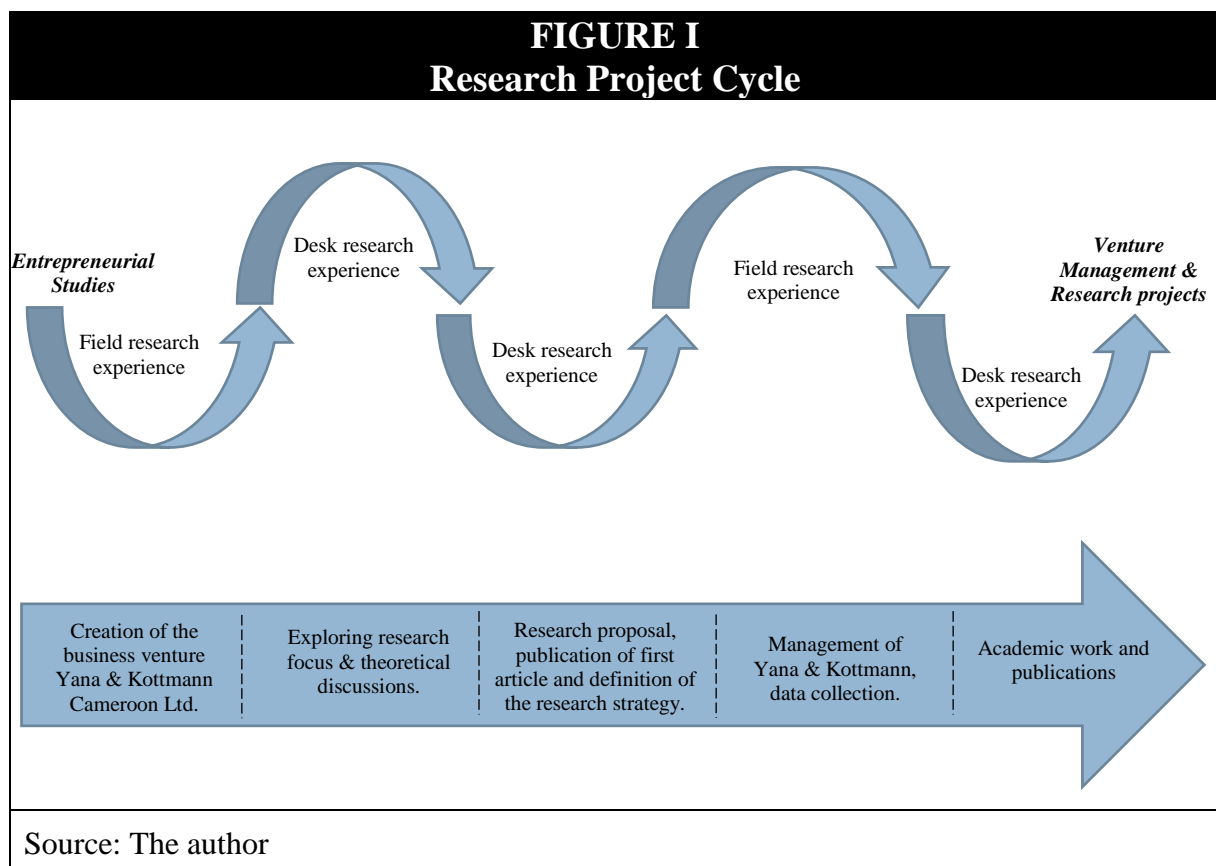 FIGURE I
Research Project Cycle
Entrepreneurial
Studies
Field research
experience
Desk research
experience
Desk research
experience
Field research
experience
Desk research
experience
Venture
Management &
Research projects
Creation of the
business venture
Yana & Kottmann
Cameroon Ltd.
Exploring research
focus & theoretical
discussions.
Research proposal,
publication of first
article and definition of
the research strategy.
Management of
Yana & Kottmann,
data collection.
Academic work and
publications
Source: The author